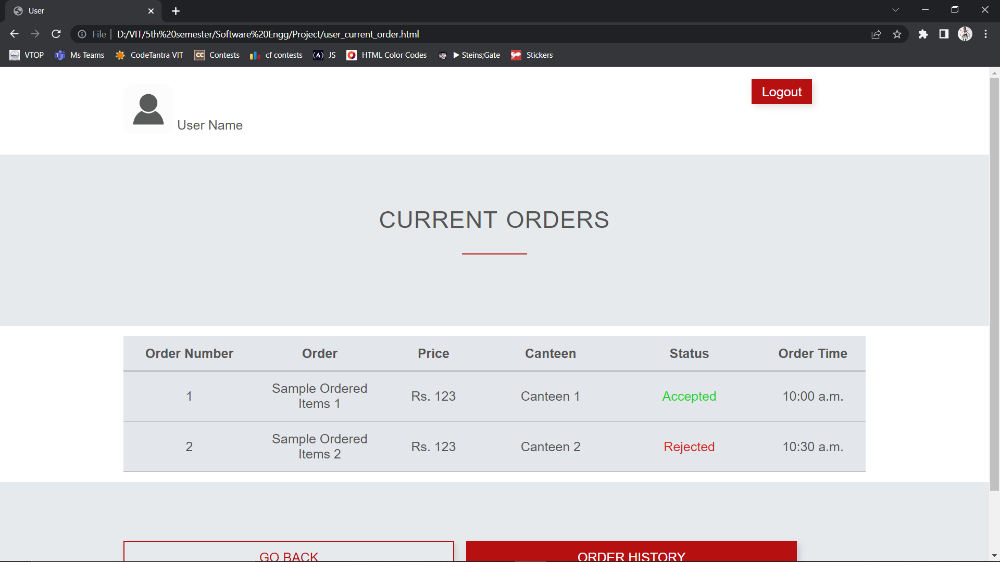 User
File D:/VIT/5th%20semester/Software%20Engg/Project/user_current_order.html
VTOP Ms Teams CodeTantra VIT CC Contests cf contests JS HTML Color Codes ▶ Steins;Gate Stickers
Logout
User Name
CURRENT ORDERS
Order Number Order Price Canteen Status Order Time
1 Sample Ordered Items 1 Rs. 123 Canteen 1 Accepted 10:00 a.m.
2 Sample Ordered Items 2 Rs. 123 Canteen 2 Rejected 10:30 a.m.
GO BACK ORDER HISTORY